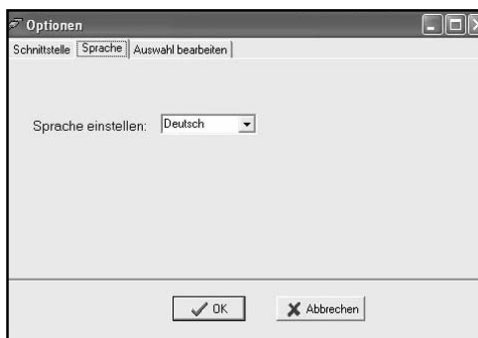 Optionen
Schnittstelle Sprache Auswahl bearbeiten
Sprache einstellen: Deutsch
OK Abbrechen